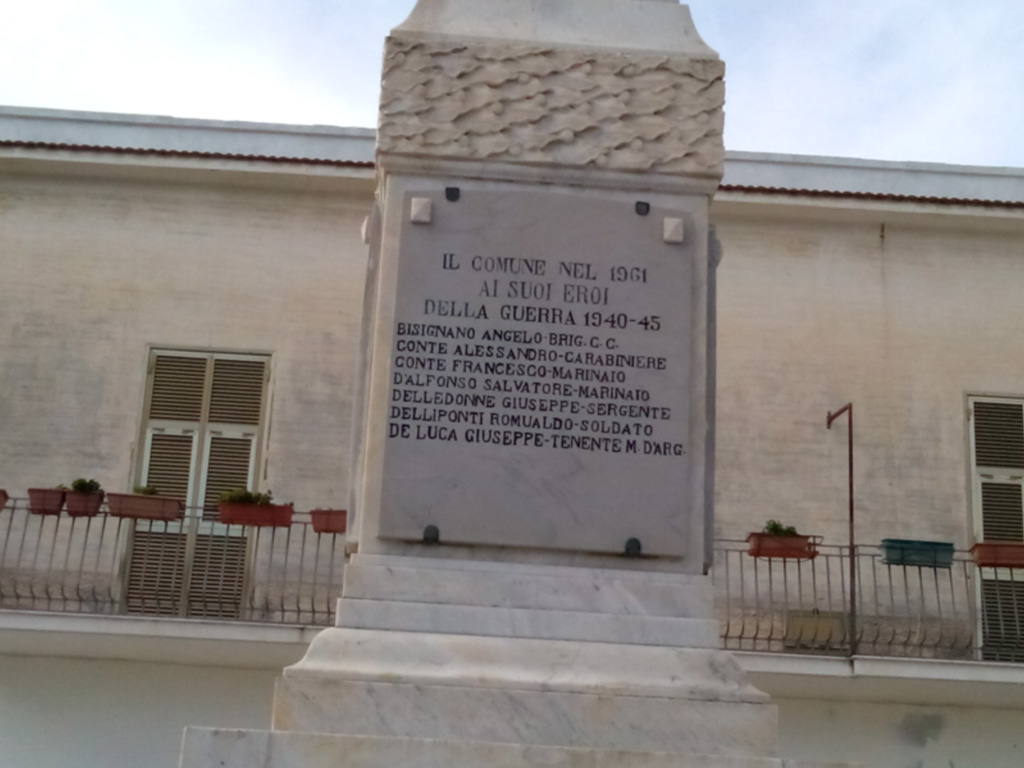 IL COMUNE NEL 1961
AI SUOI EROI
DELLA GUERRA 1940-45
BISIGNANO ANGELO-BRIG. C. C.
CONTE ALESSANDRO-CARABINIERE
CONTE FRANCESCO-MARINAIO
D'ALFONSO SALVATORE-MARINAIO
DELLEDONNE GIUSEPPE-SERGENTE
DELLIPONTI ROMUALDO-SOLDATO
DE LUCA GIUSEPPE-TENENTE M. D'ARG.